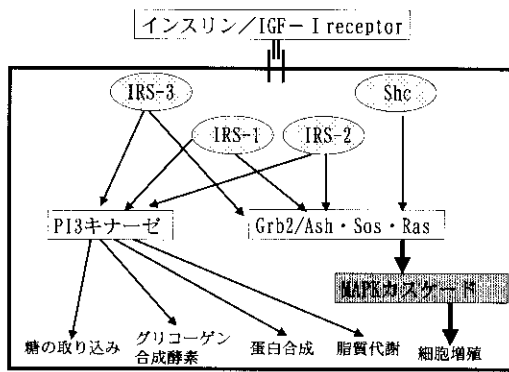 インスリン／IGF－Ⅰreceptor
IRS-3
Shc
IRS-1
IRS-2
PI3キナーゼ
Grb2/Ash・Sos・Ras
MAPKカスケード
糖の取り込み
グリコーゲン
合成酵素
蛋白合成
脂質代謝
細胞増殖